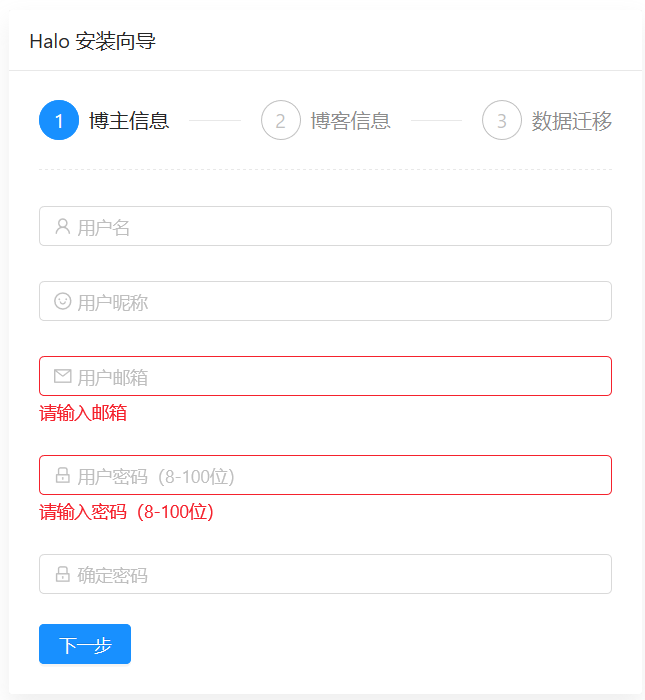 Halo 安装向导
1 博主信息 2 博客信息 3 数据迁移
用户名
用户昵称
用户邮箱
请输入邮箱
用户密码（8-100位）
请输入密码（8-100位）
确定密码
下一步